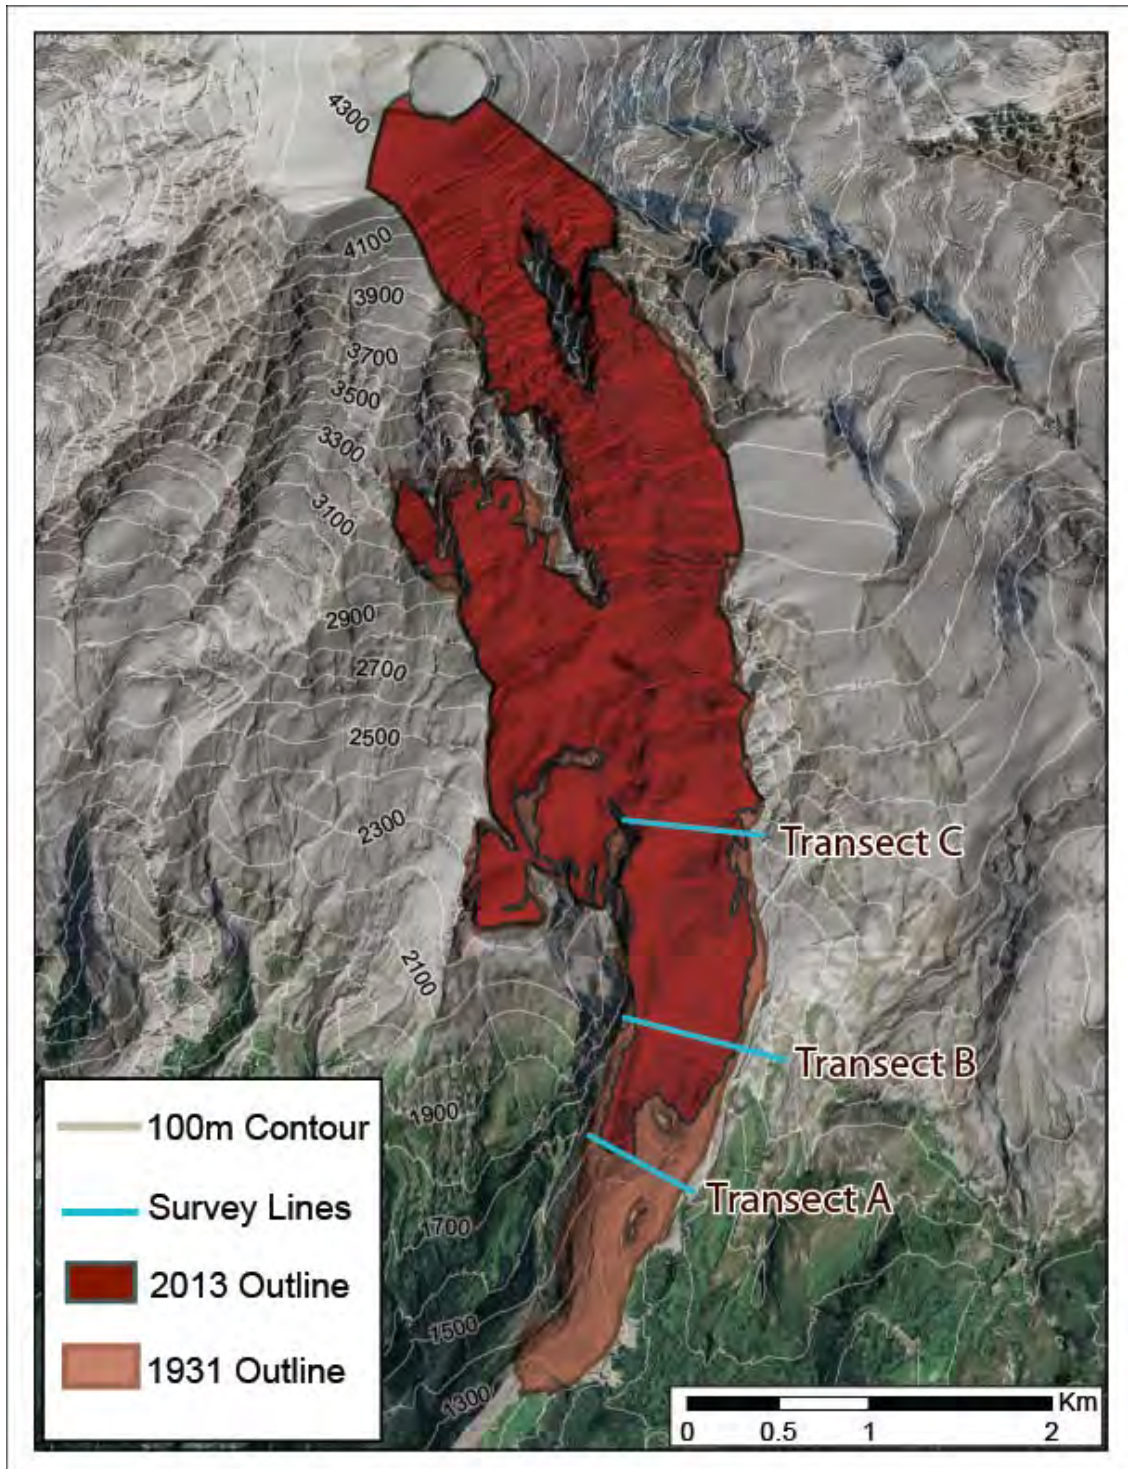 4300
4100
3900
3700
3500
3300
3100
2900
2700
2500
2300
Transect C
2100
Transect B
1900
Transect A
1700
1500
1300
100m Contour
Survey Lines
2013 Outline
1931 Outline
Km
0 0.5 1 2